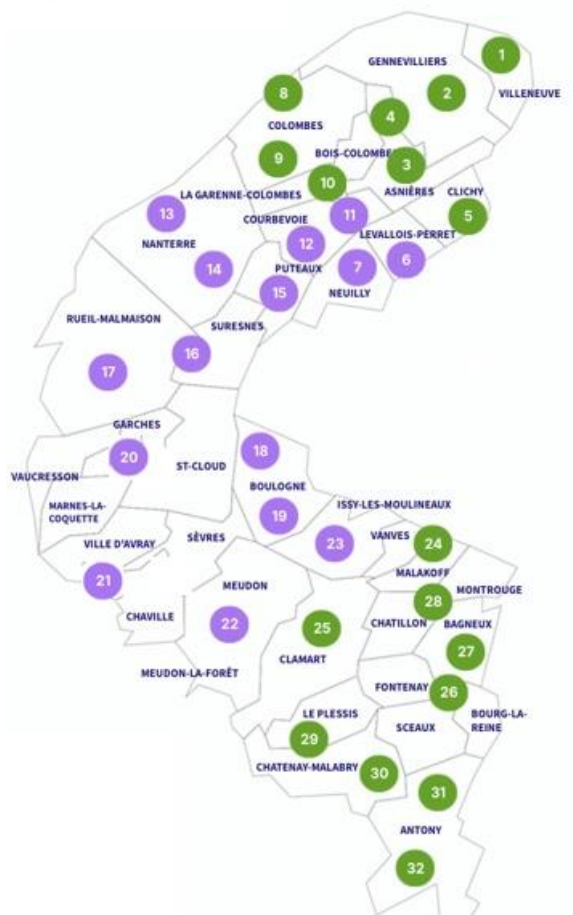 1
GENNEVILLIERS
8
2
VILLENEUVE
4
COLOMBES
BOIS-COLOMBE
9
3
10
ASNIÈRES
CLICHY
LA GARENNE-COLOMBES
13
11
5
COURBEVOIE
LEVALLOIS-PERRET
NANTERRE
12
6
14
PUTEAUX
7
15
NEUILLY
RUEIL-MALMAISON
SURESNES
16
17
GARCHES
20
18
ST-CLOUD
VAUCRESSON
BOULOGNE
MARNES-LA-
COQUETTE
ISSY-LES-MOULINEAUX
19
VILLE D'AVRAY
SÈVRES
23
VANVES
24
21
MALAKOFF
MEUDON
MONTROUGE
28
CHAVILLE
22
25
CHATILLON
BAGNEUX
27
CLAMART
MEUDON-LA-FORÊT
FONTENAY
26
LE PLESSIS
BOURG-LA-
REINE
SCEAUX
29
CHATENAY-MALABRY
30
31
ANTONY
32